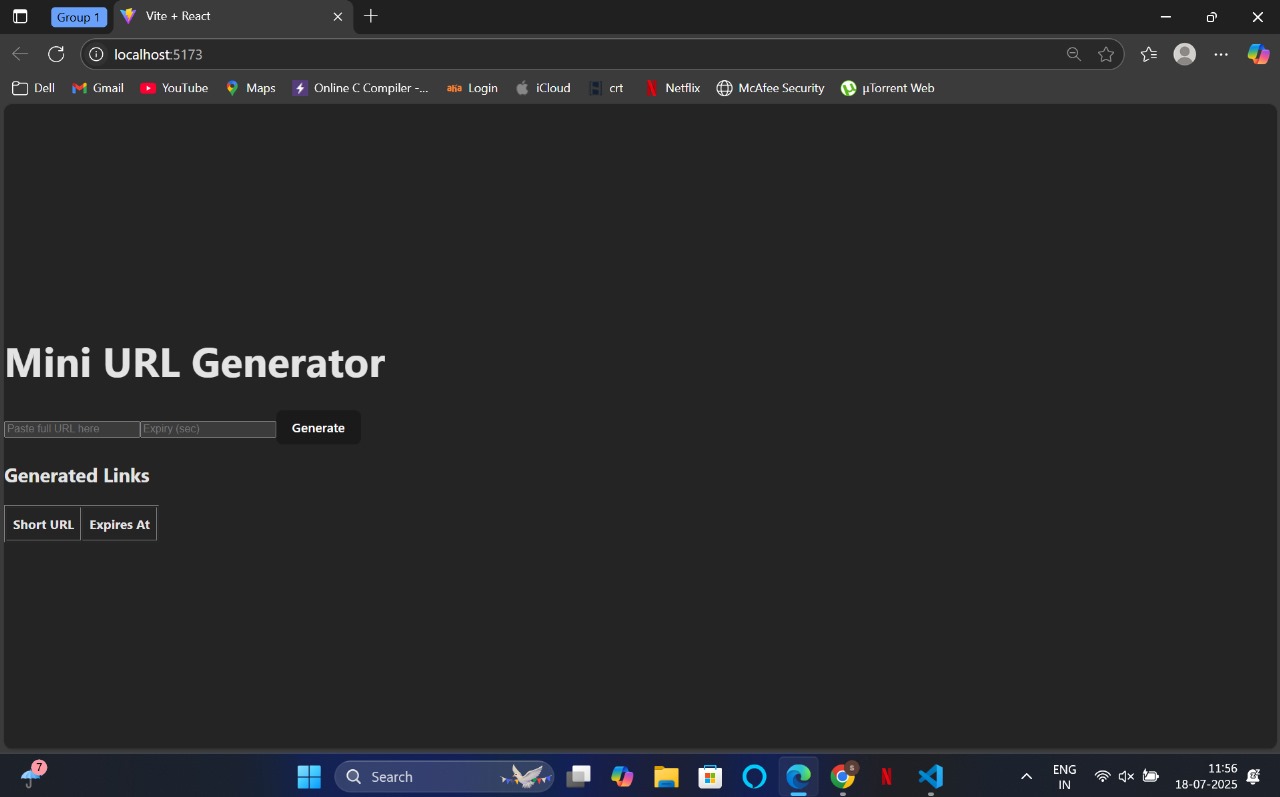 Group 1
Vite + React
localhost:5173
Dell
Gmail
YouTube
Maps
Online C Compiler -...
Login
iCloud
crt
Netflix
McAfee Security
µTorrent Web
Mini URL Generator
Paste full URL here
Expiry (sec)
Generate
Generated Links
Short URL
Expires At
7
Search
s
N
ENG
IN
11:56
18-07-2025